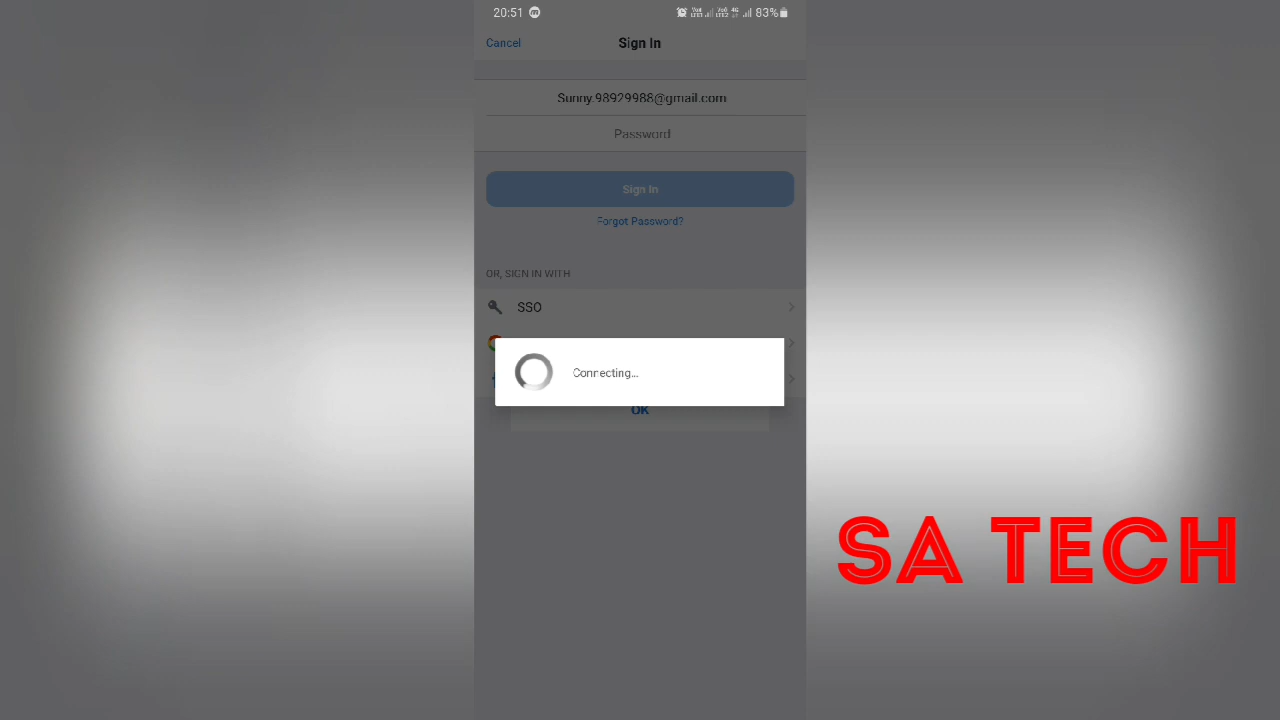 20:51
83%
Cancel
Sign In
Sunny.98929988@gmail.com
Password
Sign In
Forgot Password?
OR, SIGN IN WITH
SSO
Connecting...
OK
SA TECH